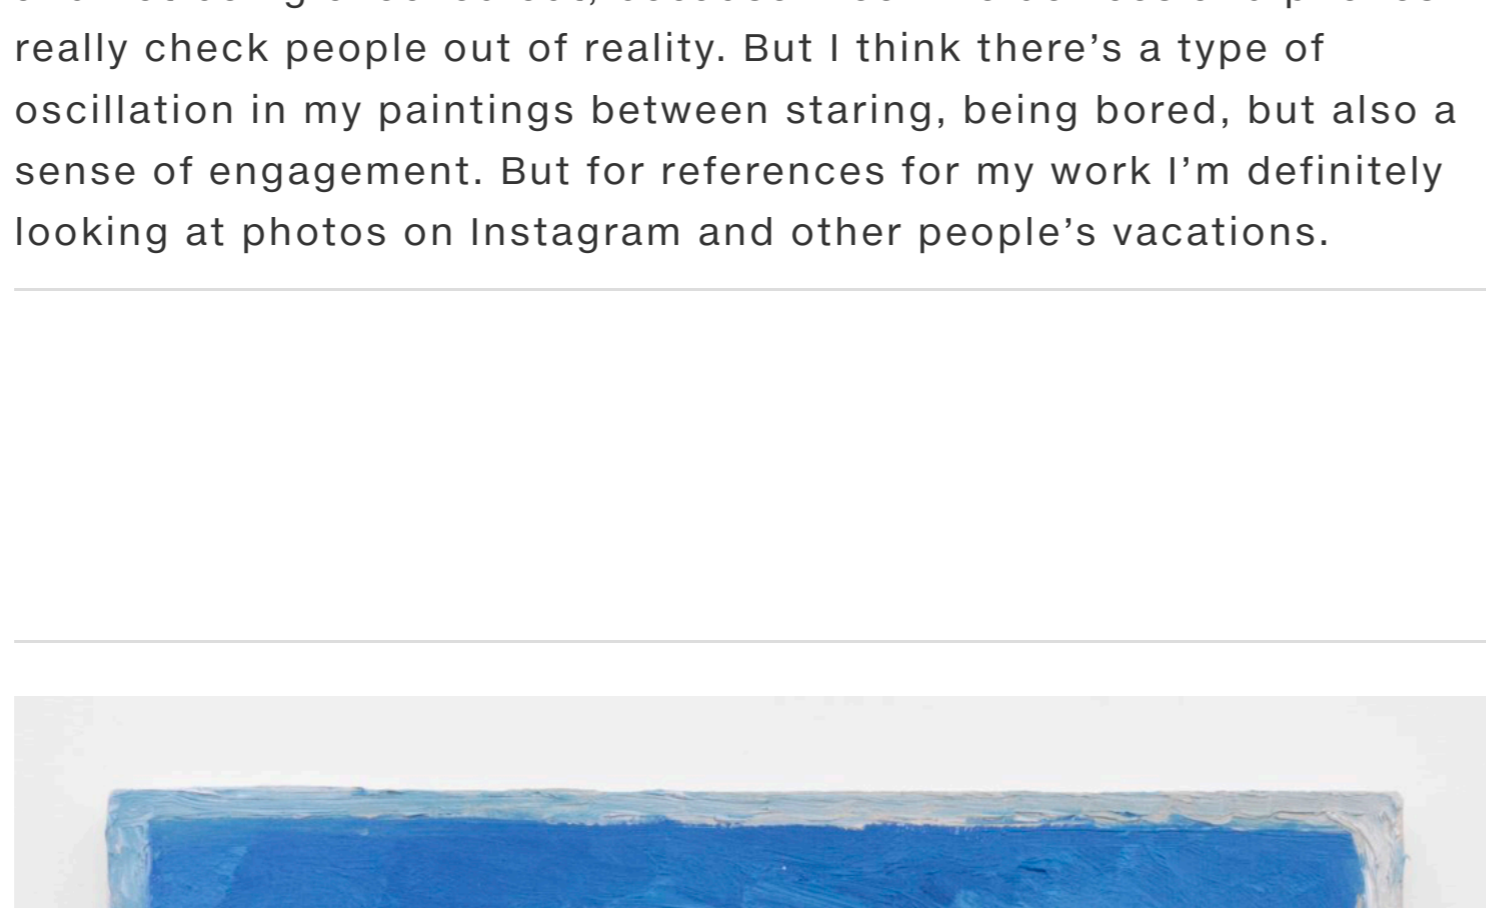 really check people out of reality. But I think there’s a type of
oscillation in my paintings between staring, being bored, but also a
sense of engagement. But for references for my work I’m definitely
looking at photos on Instagram and other people’s vacations.